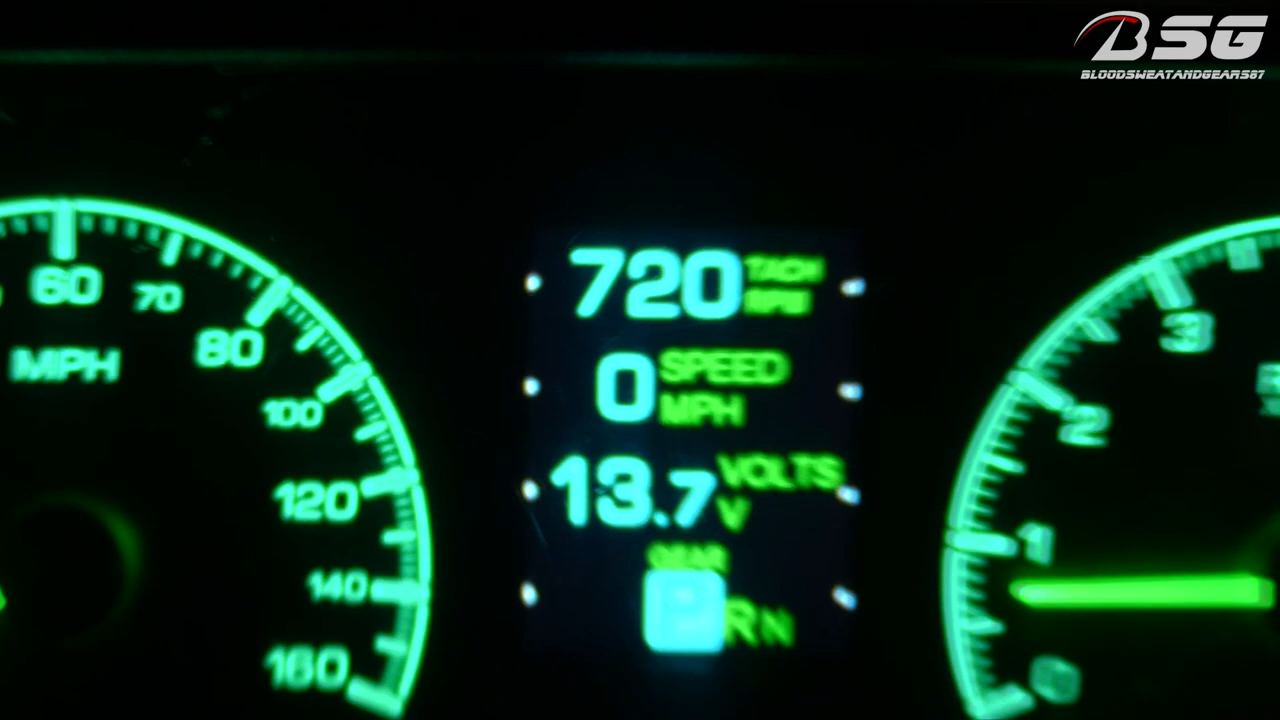 BSG
BLOODSWEATANDGEARS87
60
70
80
MPH
100
120
140
160
720 TACH RPM
0 SPEED MPH
13.7 VOLTS V
GEAR
P R N
3
2
1
0